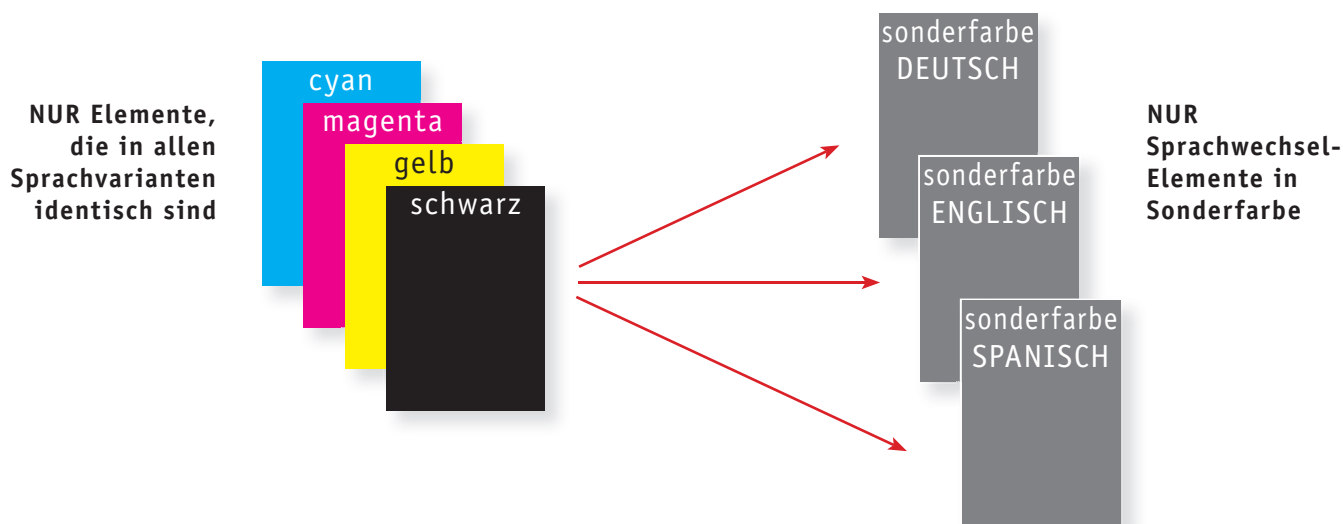 NUR Elemente,
die in allen
Sprachvarianten
identisch sind
cyan
magenta
gelb
schwarz
sonderfarbe
DEUTSCH
sonderfarbe
ENGLISCH
sonderfarbe
SPANISCH
NUR
Sprachwechsel-
Elemente in
Sonderfarbe